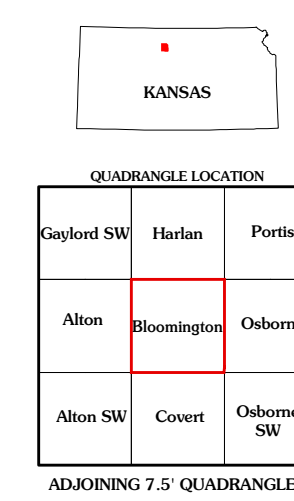 KANSAS
QUADRANGLE LOCATION
Gaylord SW Harlan Portis
Alton Bloomington Osborn
Alton SW Covert Osborne SW
ADJOINING 7.5' QUADRANGLE